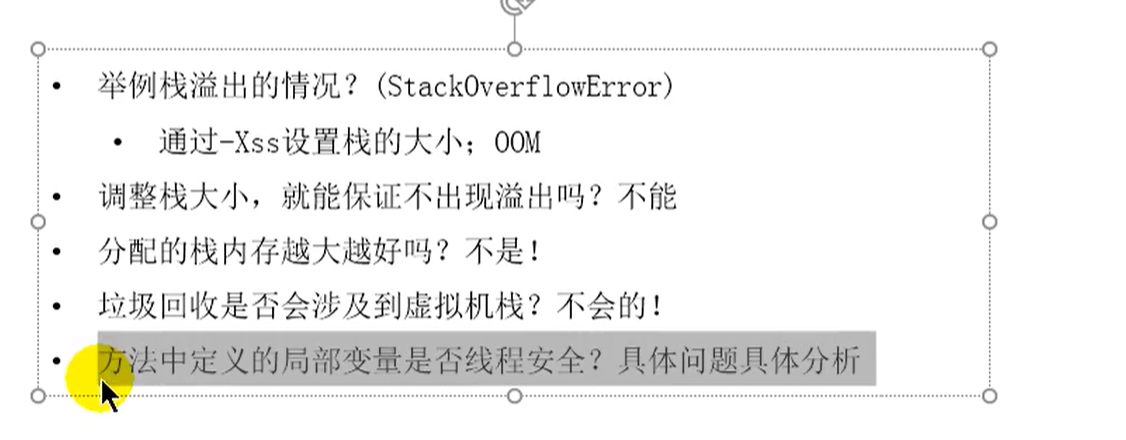 • 举例栈溢出的情况？(StackOverflowError)
• 通过-Xss设置栈的大小；OOM
• 调整栈大小，就能保证不出现溢出吗？不能
• 分配的栈内存越大越好吗？不是！
• 垃圾回收是否会涉及到虚拟机栈？不会的！
• 方法中定义的局部变量是否线程安全？具体问题具体分析